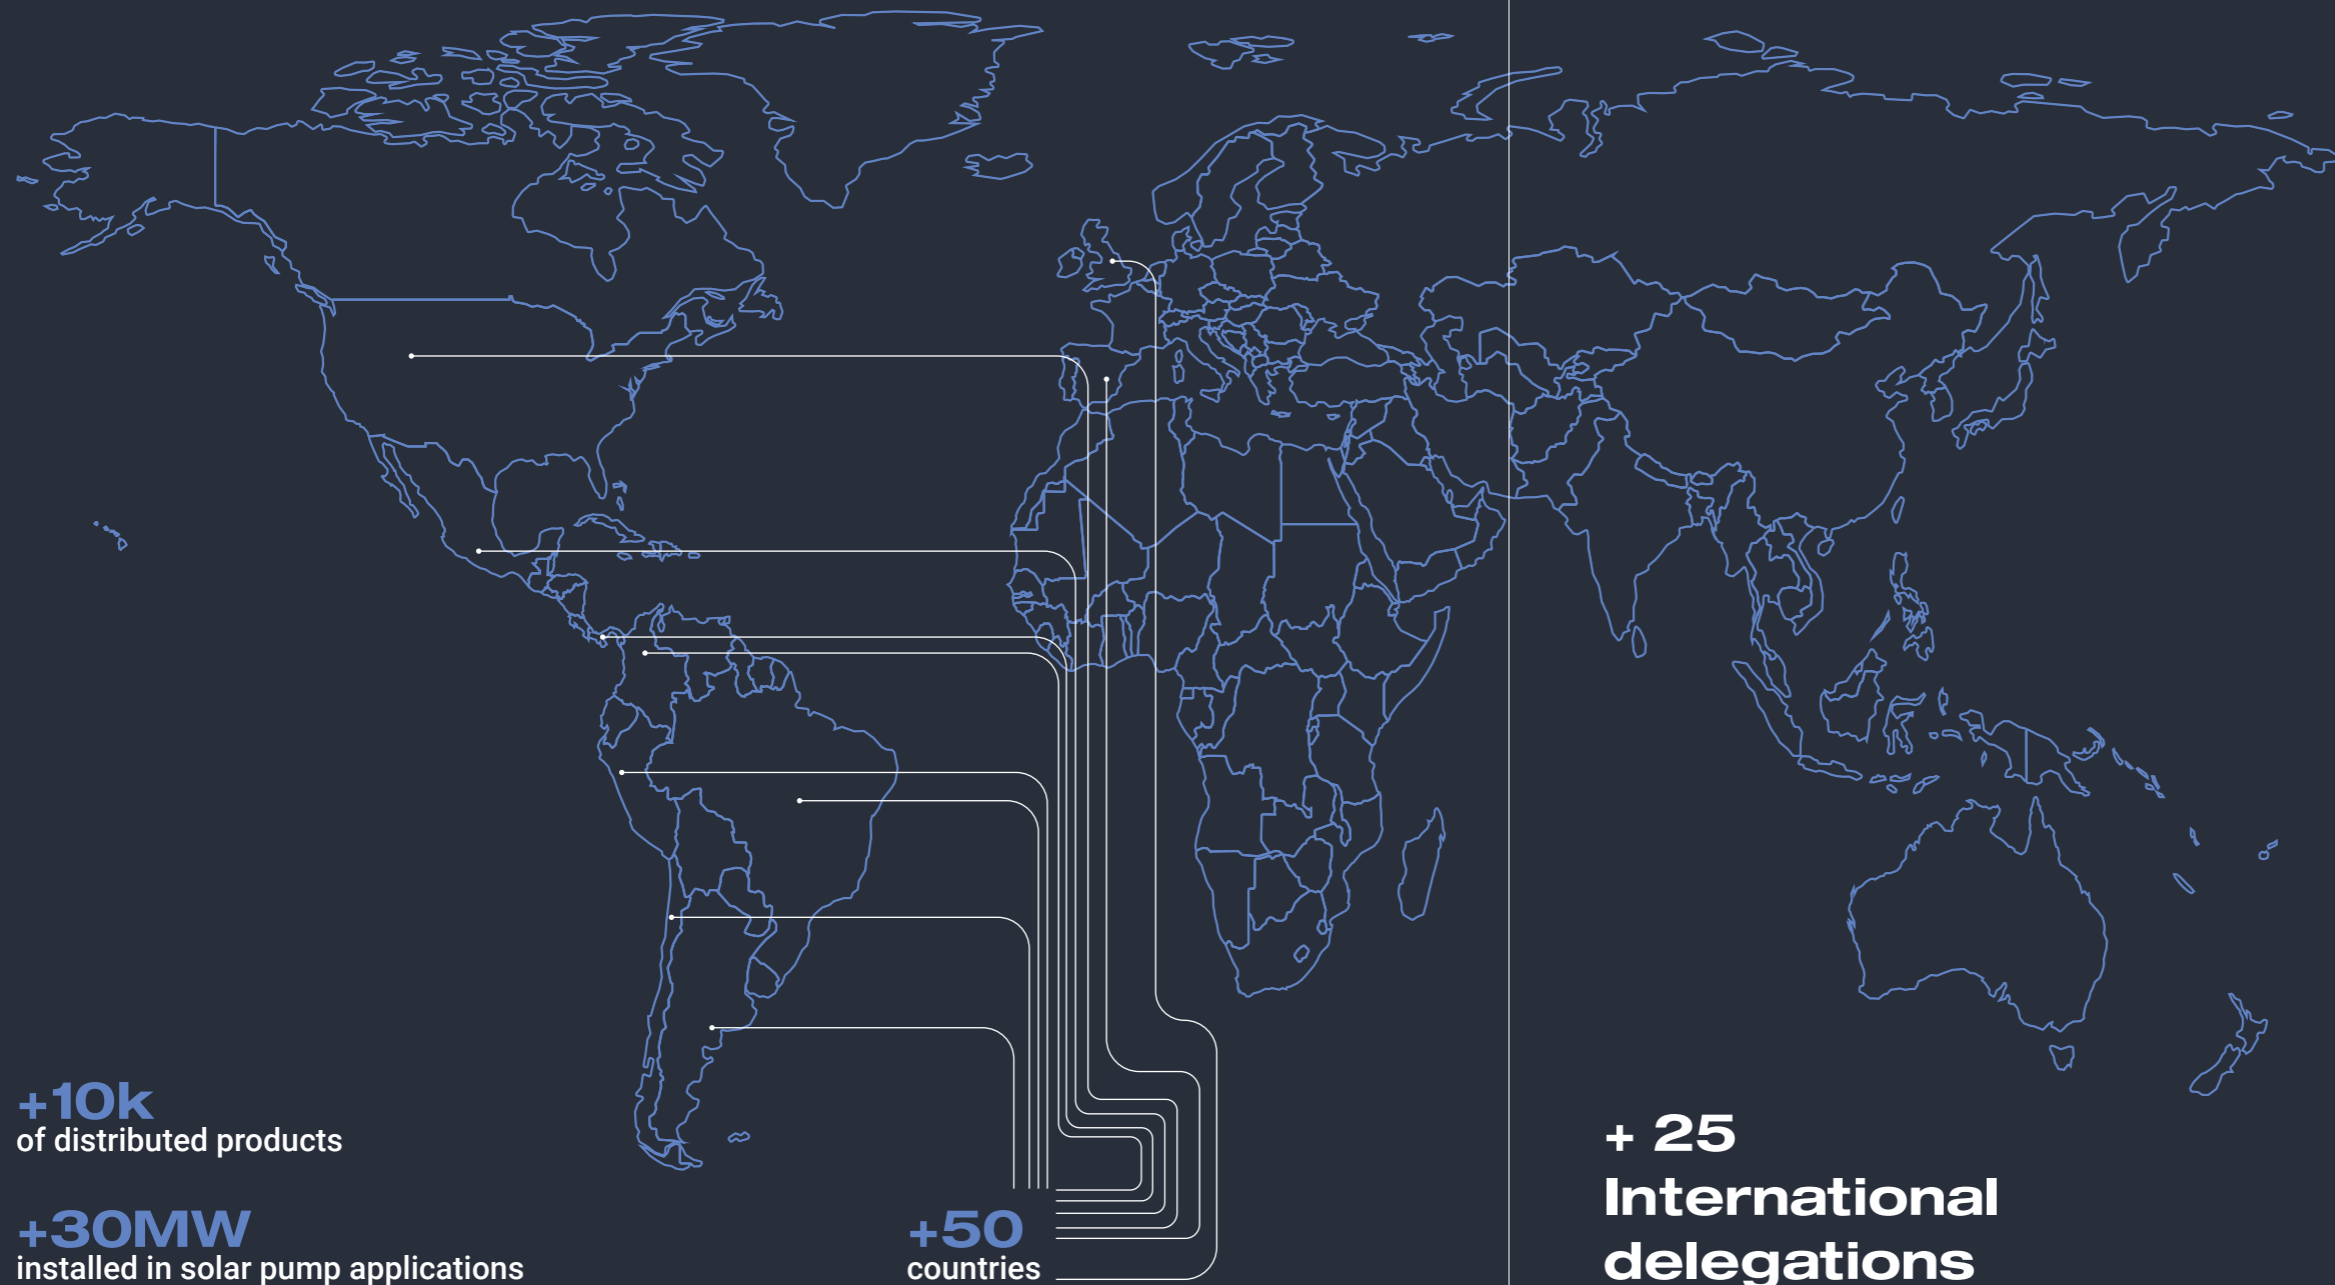 +10k
of distributed products
+30MW
installed in solar pump applications
+50
countries
+ 25
International
delegations